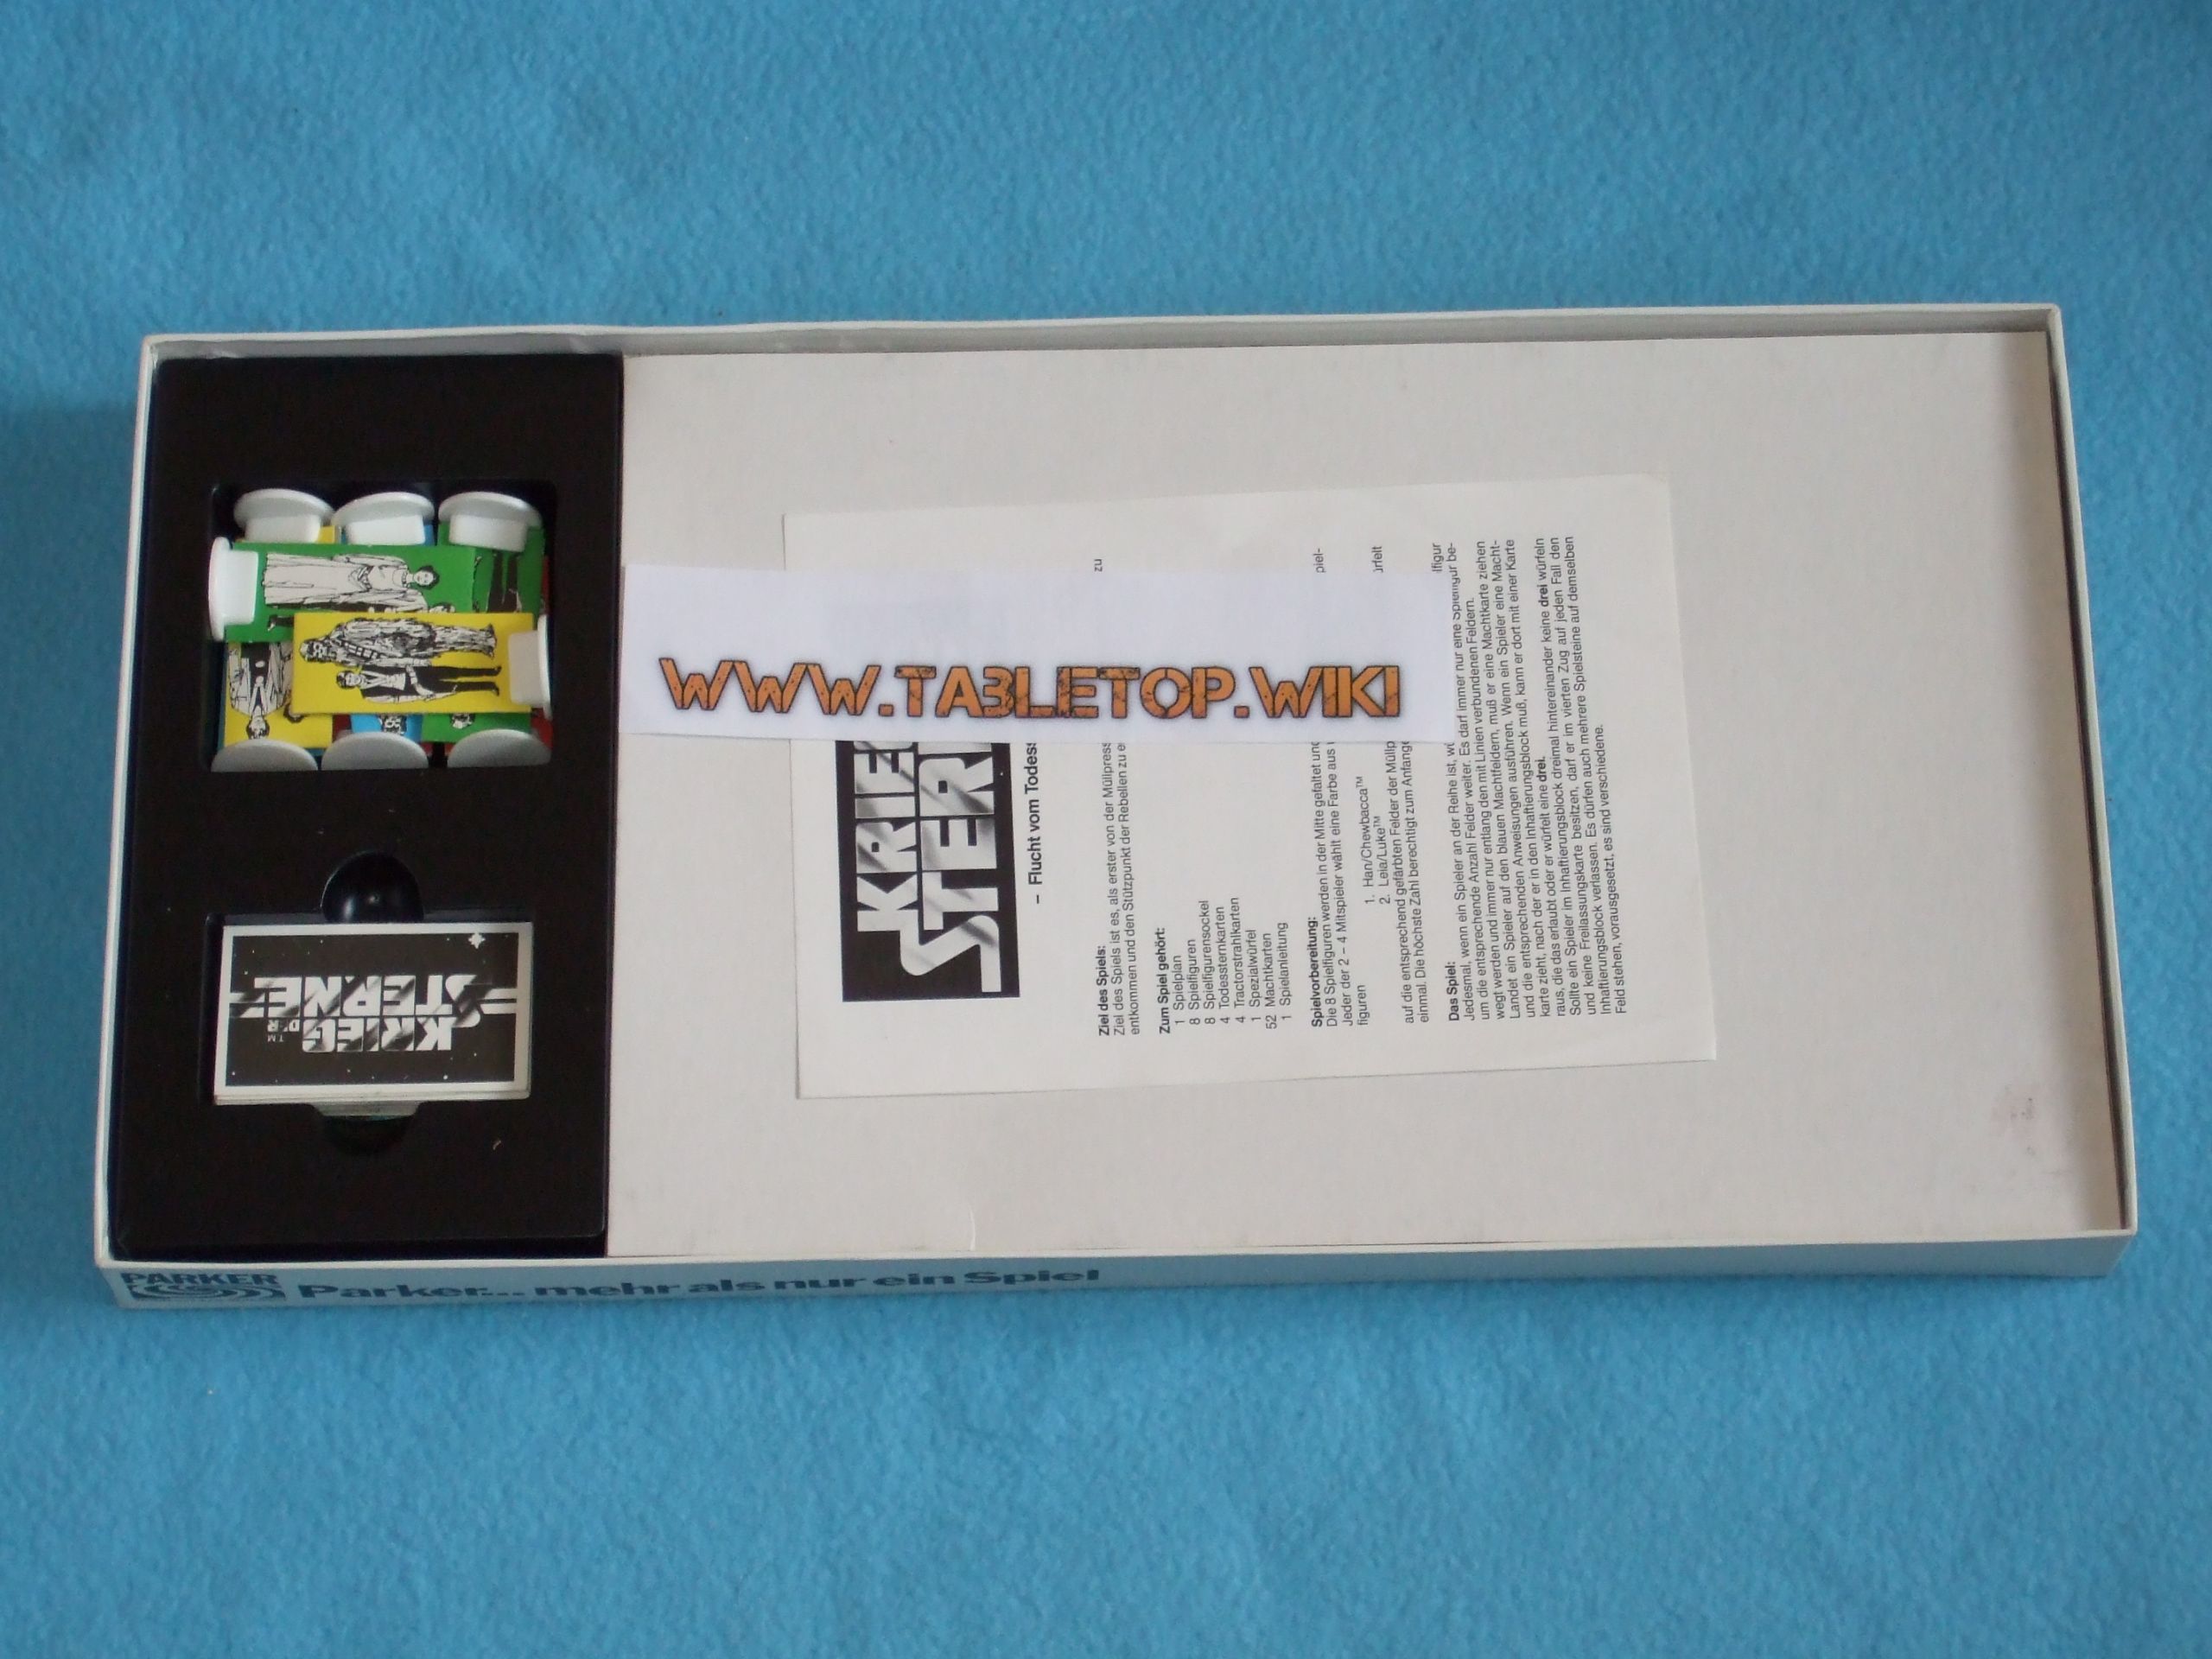 WWW.TABLETOP.WIKI
KRIEG
STER
– Flucht vom Todess
Ziel des Spiels:
Ziel des Spiels ist es, als erster von der Müllpress
entkommen und den Stützpunkt der Rebellen zu e
Zum Spiel gehört:
1 Spielplan
8 Spielfiguren
8 Spielfigurensockel
4 Todessternkarten
4 Tractorstrahlkarten
1 Spezialwürfel
52 Machtkarten
1 Spielanleitung
Spielvorbereitung:
Die 8 Spielfiguren werden in der Mitte gefaltet und piel-
Jeder der 2 – 4 Mitspieler wählt eine Farbe aus
figuren
1. Han/Chewbacca™
2. Leia/Luke™
auf die entsprechend gefärbten Felder der Müllp ürfelt
einmal. Die höchste Zahl berechtigt zum Anfange
Das Spiel:
Jedesmal, wenn ein Spieler an der Reihe ist, lfigur
um die entsprechende Anzahl Felder weiter. Es darf immer nur eine Spielfigur be-
wegt werden und immer nur entlang den mit Linien verbundenen Feldern.
Landet ein Spieler auf den blauen Machtfeldern, muß er eine Machtkarte ziehen
und die entsprechenden Anweisungen ausführen. Wenn ein Spieler eine Macht-
karte zieht, nach der er in den Inhaftierungsblock muß, kann er dort mit einer Karte
raus, die das erlaubt oder er würfelt eine drei.
Sollte ein Spieler im Inhaftierungsblock dreimal hintereinander keine drei würfeln
und keine Freilassungskarte besitzen, darf er im vierten Zug auf jeden Fall den
Inhaftierungsblock verlassen. Es dürfen auch mehrere Spielsteine auf demselben
Feld stehen, vorausgesetzt, es sind verschiedene.
KRIEG
DER
STERNE
TM
PARKER
Parker... mehr als nur ein Spiel